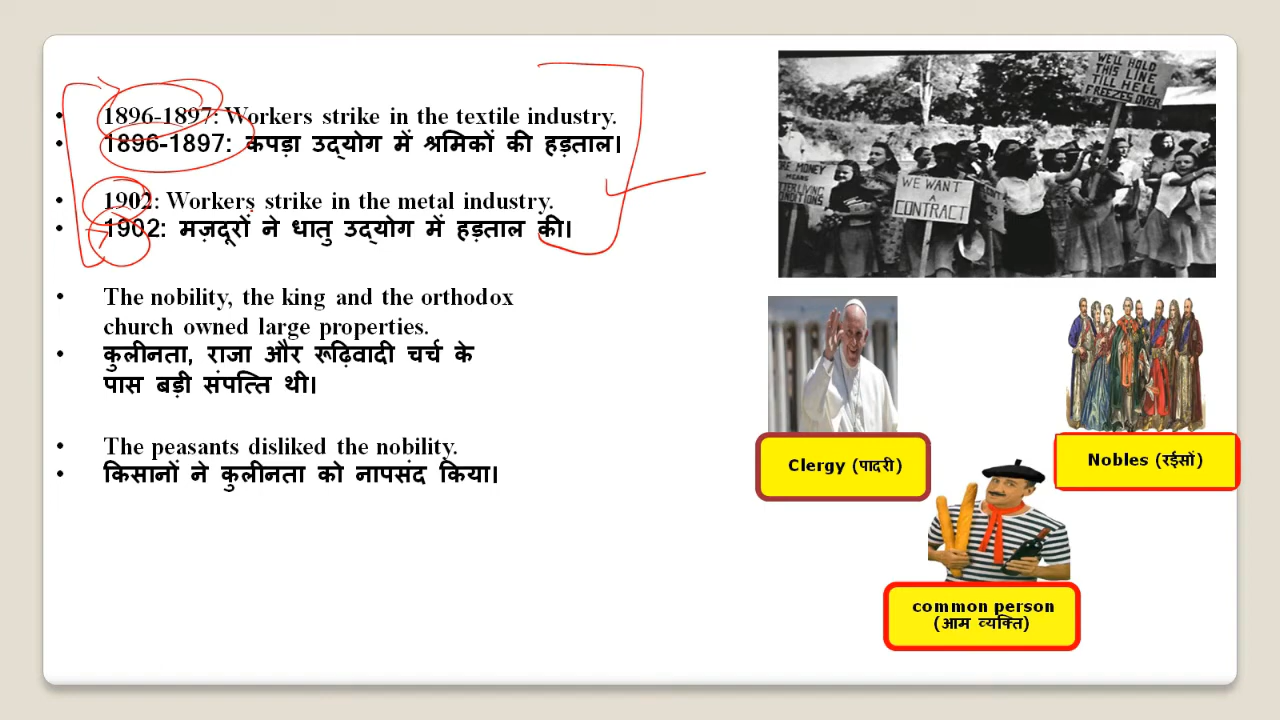 • 1896-1897: Workers strike in the textile industry.
• 1896-1897: कपड़ा उद्योग में श्रमिकों की हड़ताल।
• 1902: Workers strike in the metal industry.
• 1902: मज़दूरों ने धातु उद्योग में हड़ताल की।
• The nobility, the king and the orthodox
church owned large properties.
• कुलीनता, राजा और रूढ़िवादी चर्च के
पास बड़ी संपत्ति थी।
• The peasants disliked the nobility.
• किसानों ने कुलीनता को नापसंद किया।
WE'LL HOLD
THIS LINE
TILL HELL
FREEZES OVER
MONEY
MEANS
CONDITIONS
WE WANT
A
CONTRACT
Clergy (पादरी)
Nobles (रईसों)
common person
(आम व्यक्ति)